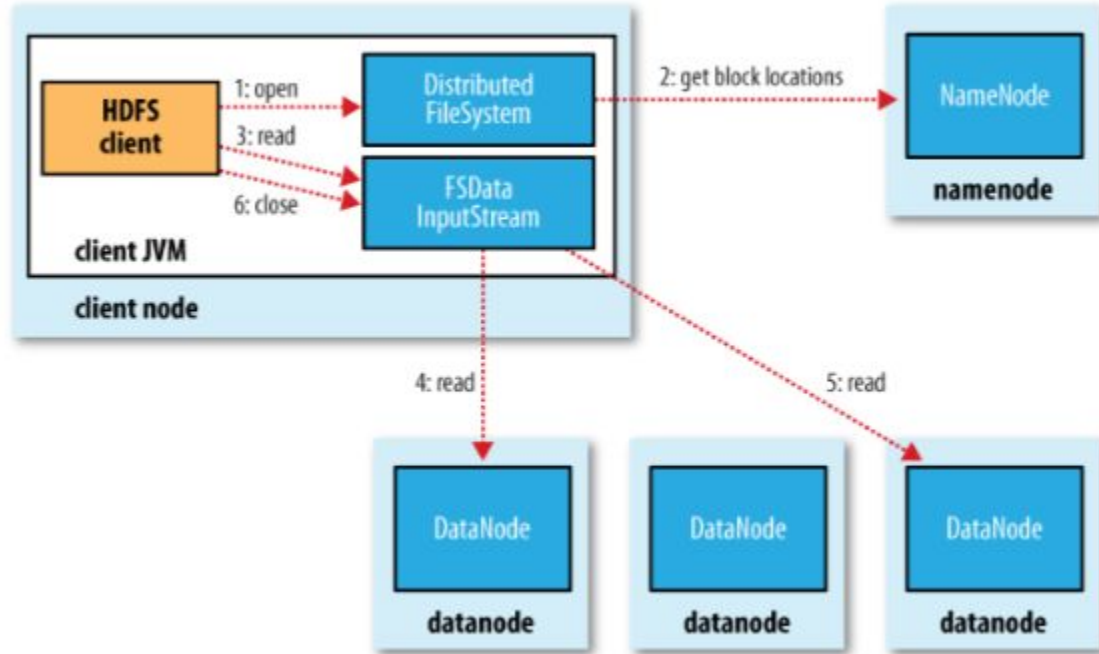 HDFS
client
1: open
3: read
6: close
Distributed
FileSystem
FSData
InputStream
client JVM
client node
2: get block locations
NameNode
namenode
4: read
5: read
DataNode
datanode
DataNode
datanode
DataNode
datanode